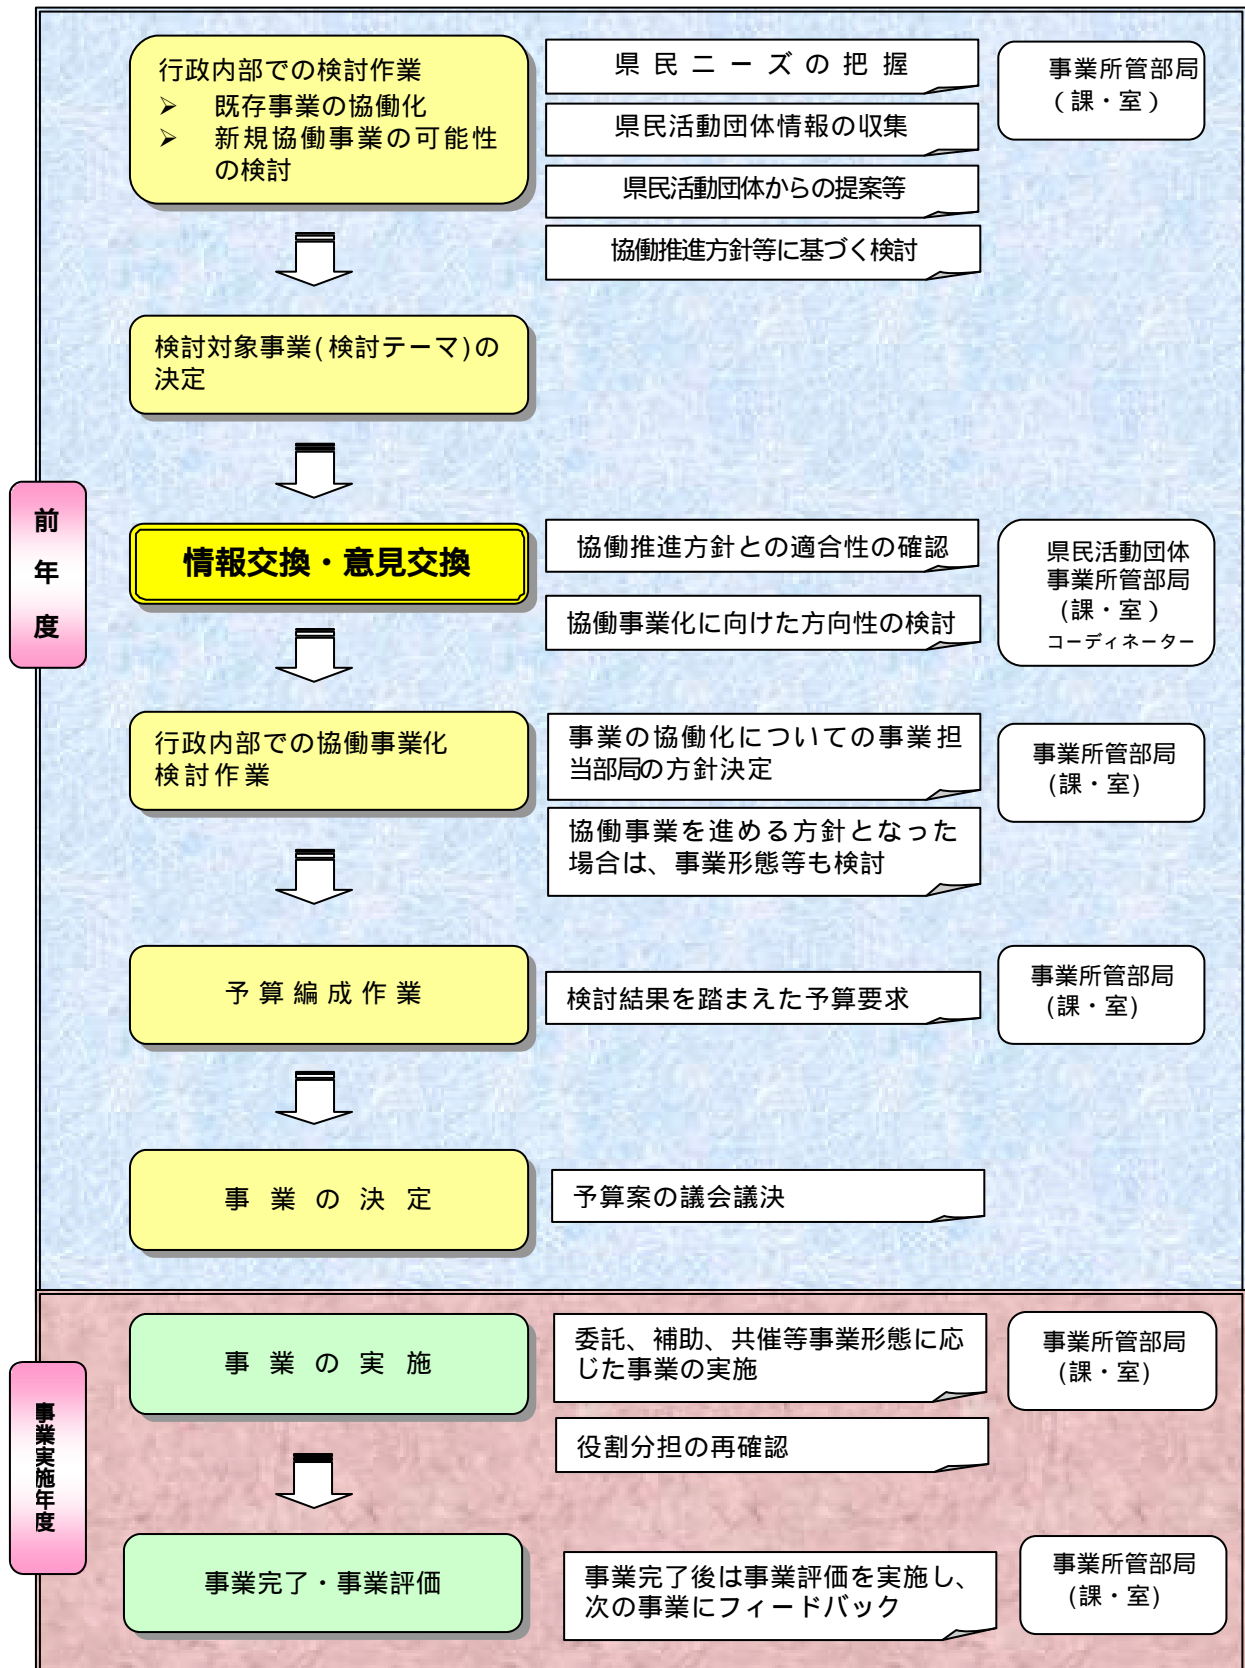 行政内部での検討作業
➢ 既存事業の協働化
➢ 新規協働事業の可能性
の検討
県民ニーズの把握
県民活動団体情報の収集
県民活動団体からの提案等
協働推進方針等に基づく検討
事業所管部局
(課・室)
検討対象事業(検討テーマ)の
決定
前年度
情報交換・意見交換
協働推進方針との適合性の確認
協働事業化に向けた方向性の検討
県民活動団体
事業所管部局
(課・室)
コーディネーター
行政内部での協働事業化
検討作業
事業の協働化についての事業担
当部局の方針決定
協働事業を進める方針となった
場合は、事業形態等も検討
事業所管部局
(課・室)
予算編成作業
検討結果を踏まえた予算要求
事業所管部局
(課・室)
事業の決定
予算案の議会議決
事業実施年度
事業の実施
委託、補助、共催等事業形態に応
じた事業の実施
役割分担の再確認
事業所管部局
(課・室)
事業完了・事業評価
事業完了後は事業評価を実施し、
次の事業にフィードバック
事業所管部局
(課・室)